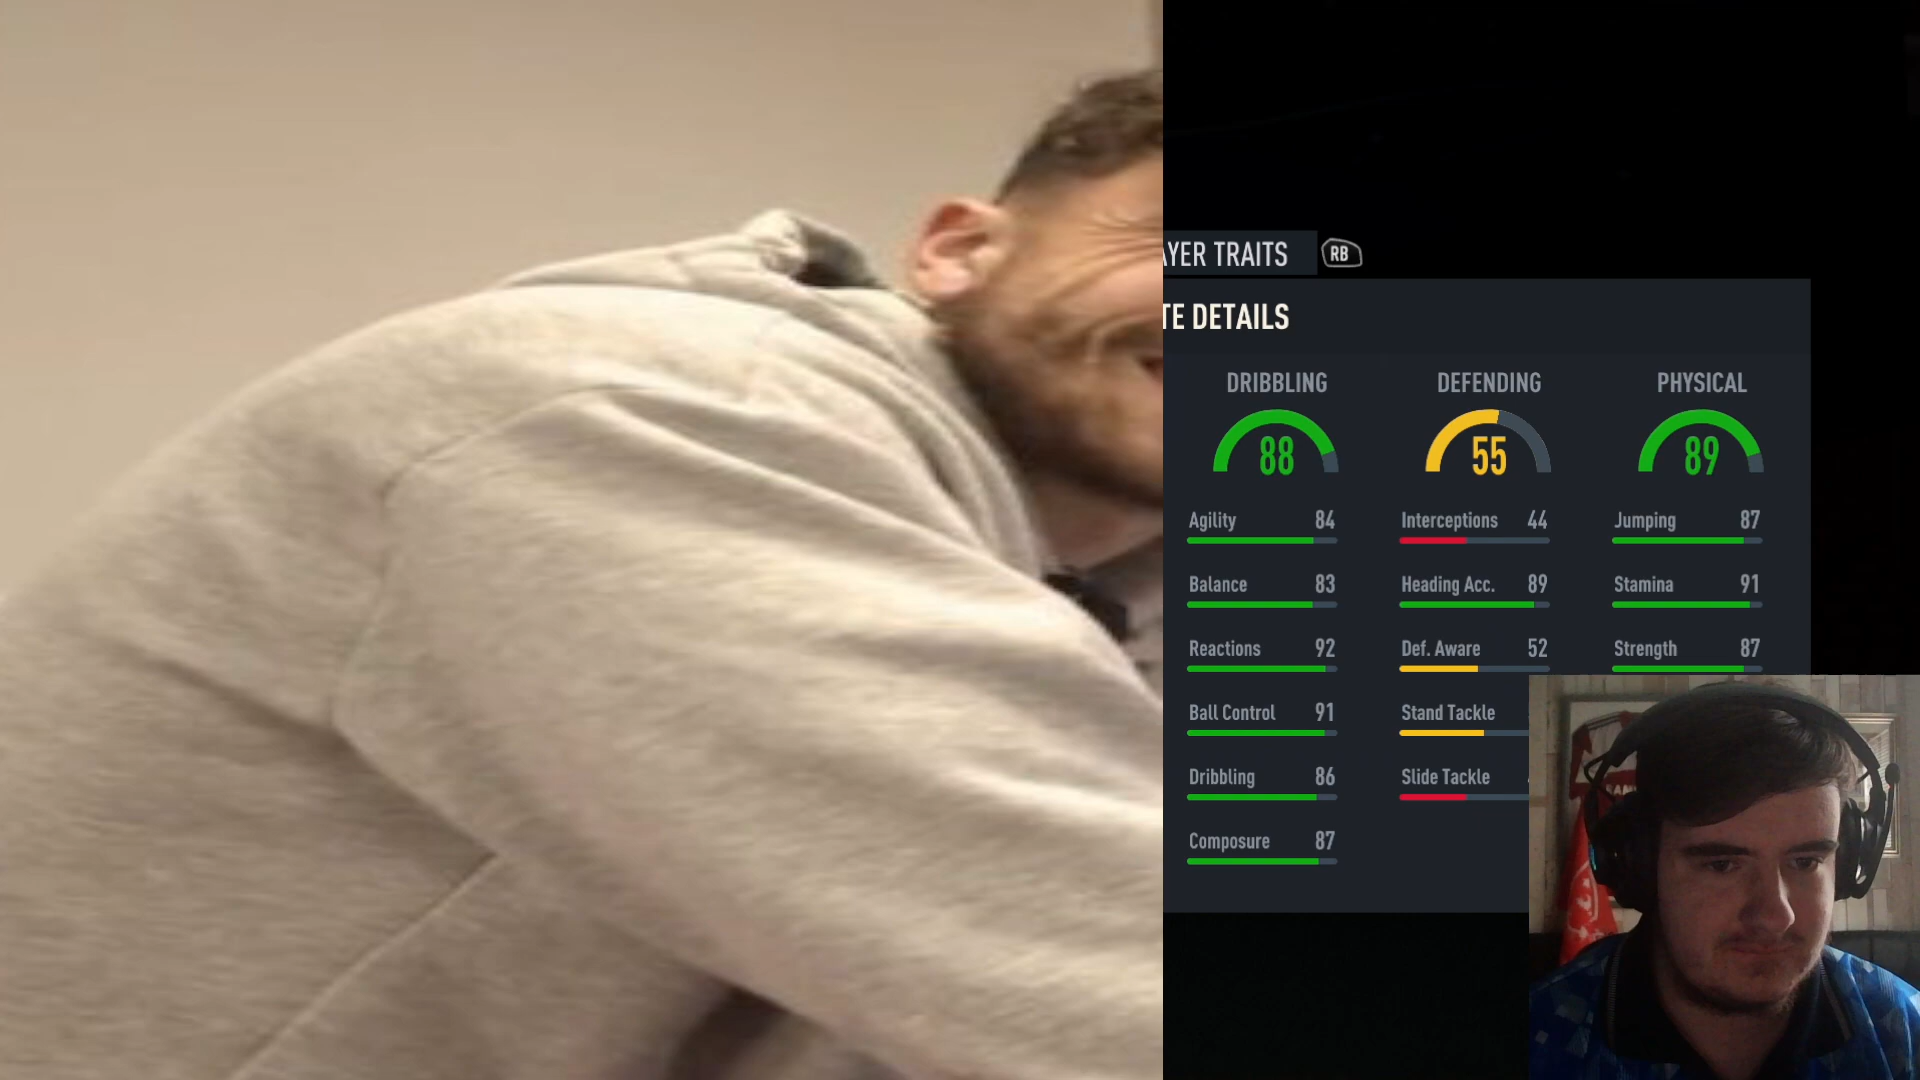 AYER TRAITS RB
TE DETAILS
DRIBBLING DEFENDING PHYSICAL
88 55 89
Agility 84 Interceptions 44 Jumping 87
Balance 83 Heading Acc. 89 Stamina 91
Reactions 92 Def. Aware 52 Strength 87
Ball Control 91 Stand Tackle
Dribbling 86 Slide Tackle
Composure 87